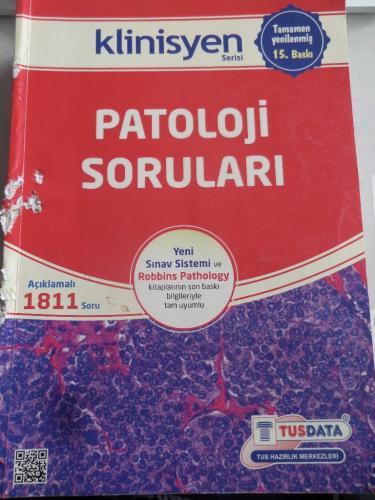 klinisyen
Serisi
Tamamen
yenilenmiş
15. Baskı
PATOLOJİ
SORULARI
Yeni
Sınav Sistemi ve
Robbins Pathology
kitaplarının son baskı
bilgileriyle
tam uyumlu
Açıklamalı
1811 Soru
TUSDATA®
TUS HAZIRLIK MERKEZLERİ